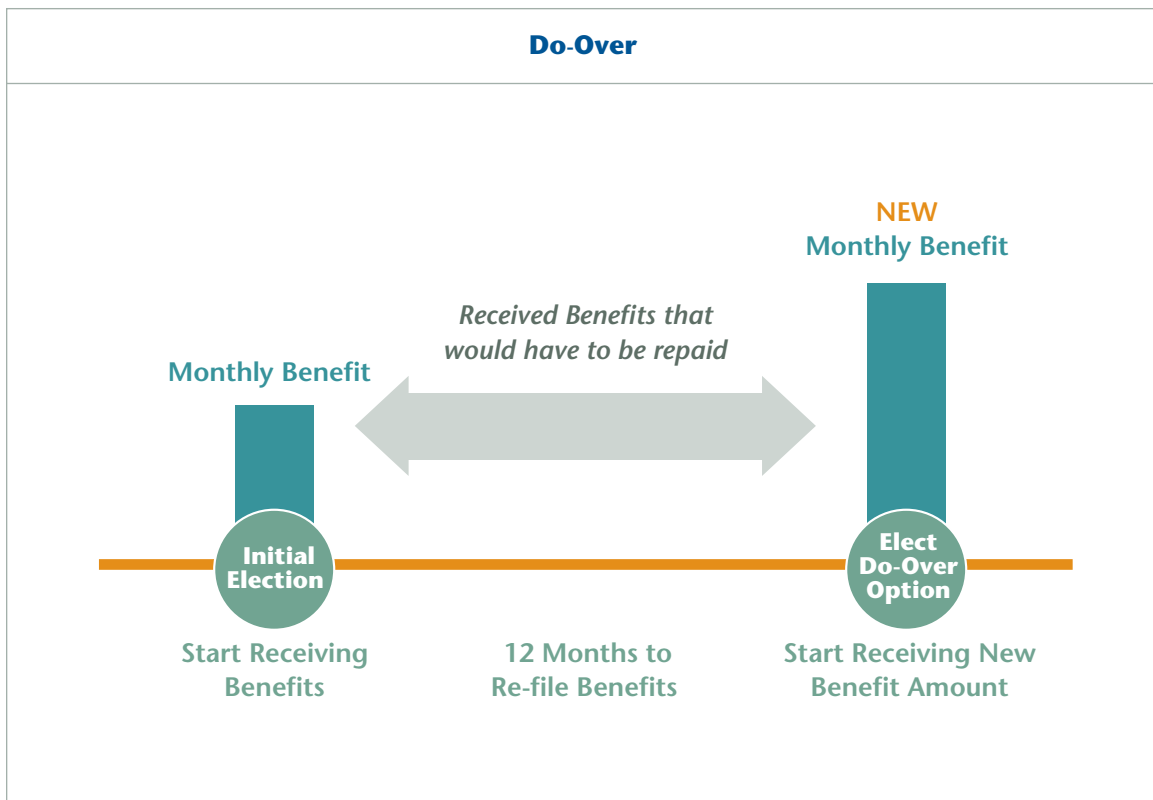 Do-Over
NEW
Monthly Benefit
Received Benefits that
would have to be repaid
Monthly Benefit
Initial
Election
Elect
Do-Over
Option
Start Receiving
Benefits
12 Months to
Re-file Benefits
Start Receiving New
Benefit Amount